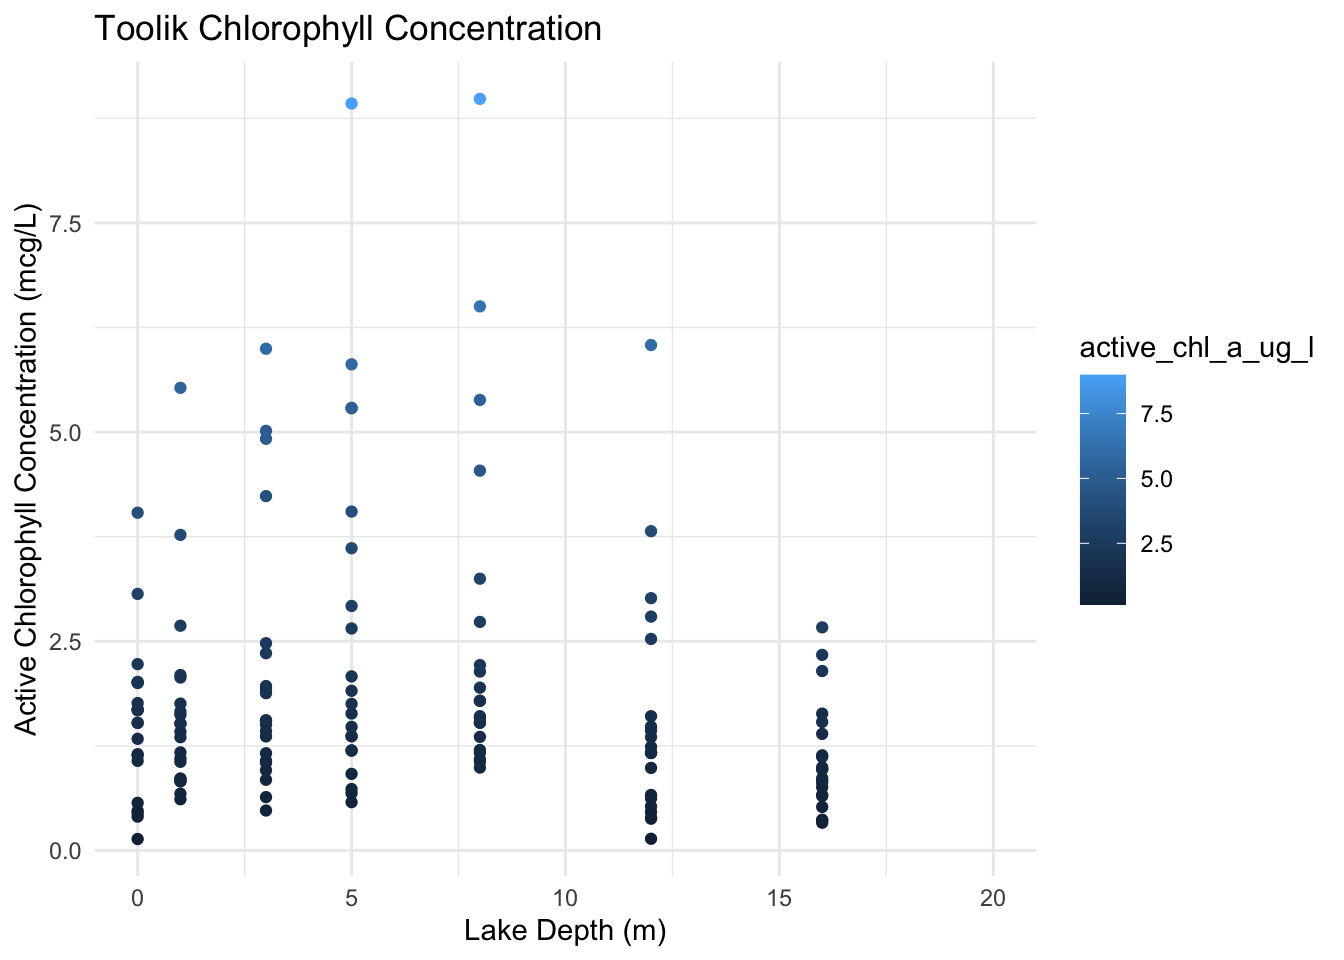 Toolik Chlorophyll Concentration
Active Chlorophyll Concentration (mcg/L)
7.5
5.0
2.5
0.0
0 5 10 15 20
Lake Depth (m)
active_chl_a_ug_l
7.5
5.0
2.5